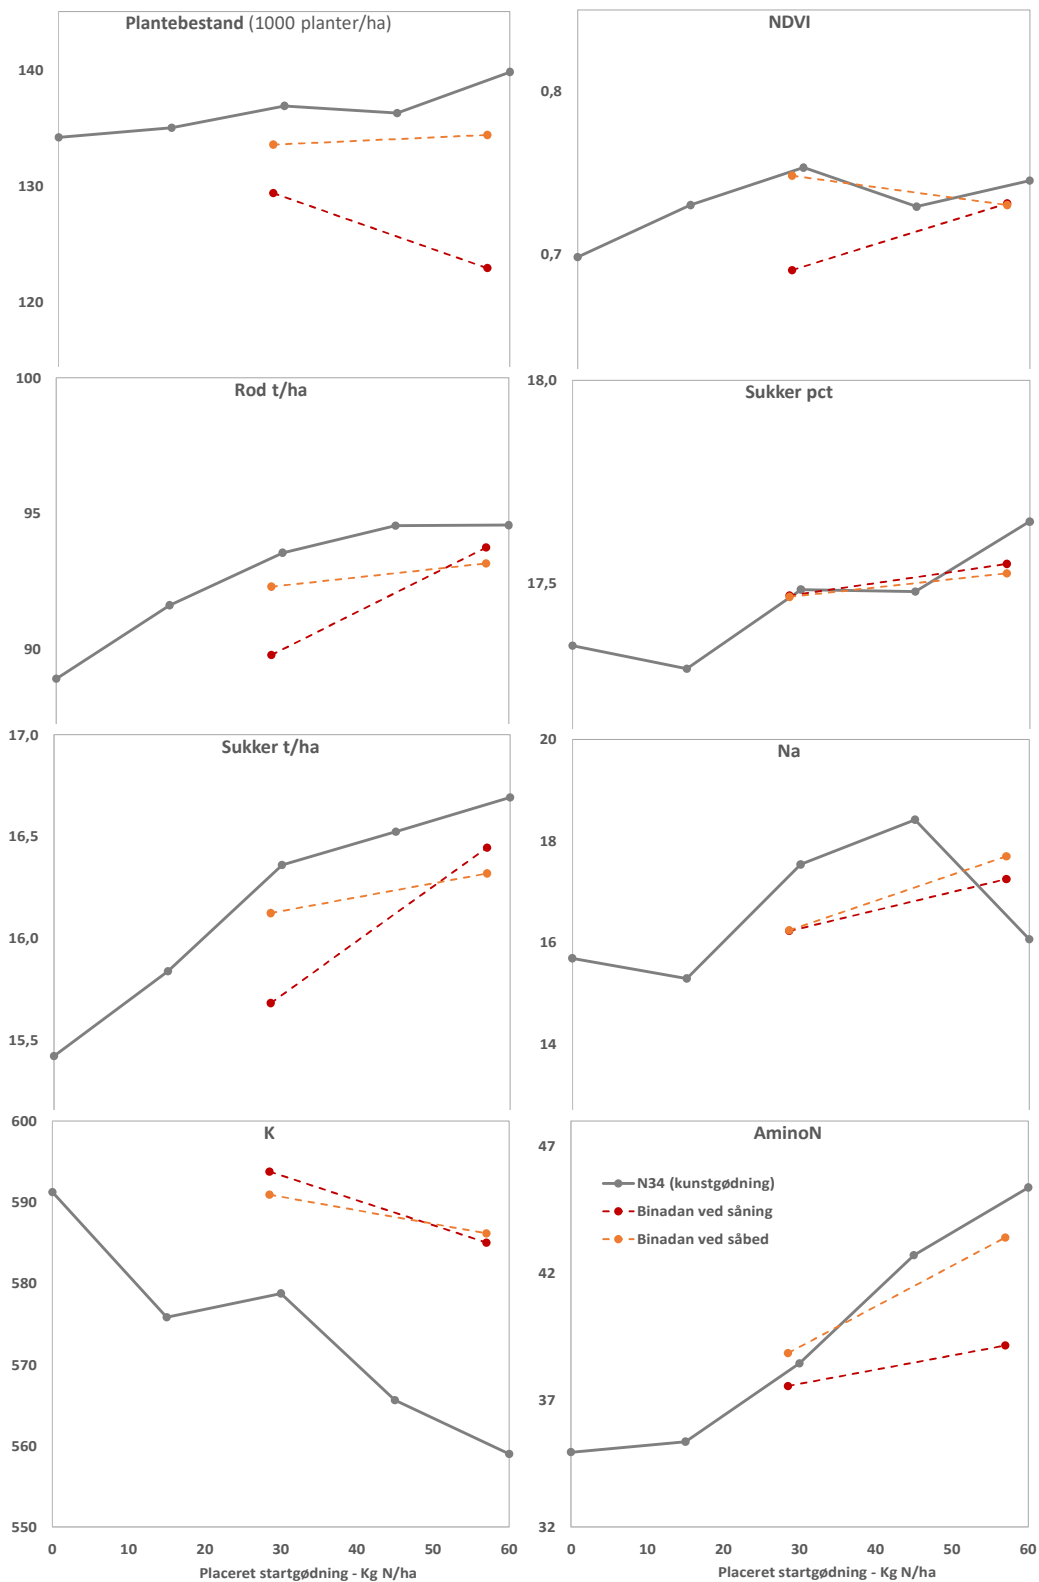 Plantebestand (1000 planter/ha)
140
130
120
NDVI
0,8
0,7
Rod t/ha
100
95
90
Sukker pct
18,0
17,5
Sukker t/ha
17,0
16,5
16,0
15,5
Na
20
18
16
14
K
600
590
580
570
560
550
0 10 20 30 40 50 60
Placeret startgødning - Kg N/ha
AminoN
47
42
37
32
N34 (kunstgødning)
Binadan ved såning
Binadan ved såbed
0 10 20 30 40 50 60
Placeret startgødning - Kg N/ha